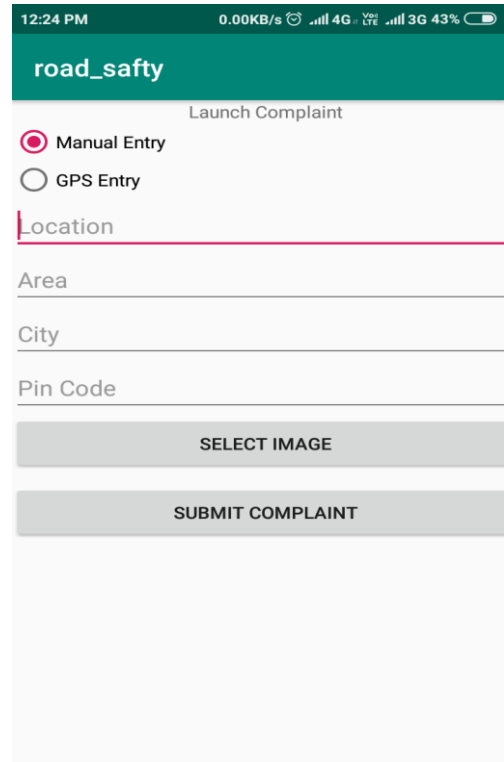 12:24 PM 0.00KB/s 4G VoLTE 3G 43%
road_safty
Launch Complaint
Manual Entry
GPS Entry
Location
Area
City
Pin Code
SELECT IMAGE
SUBMIT COMPLAINT